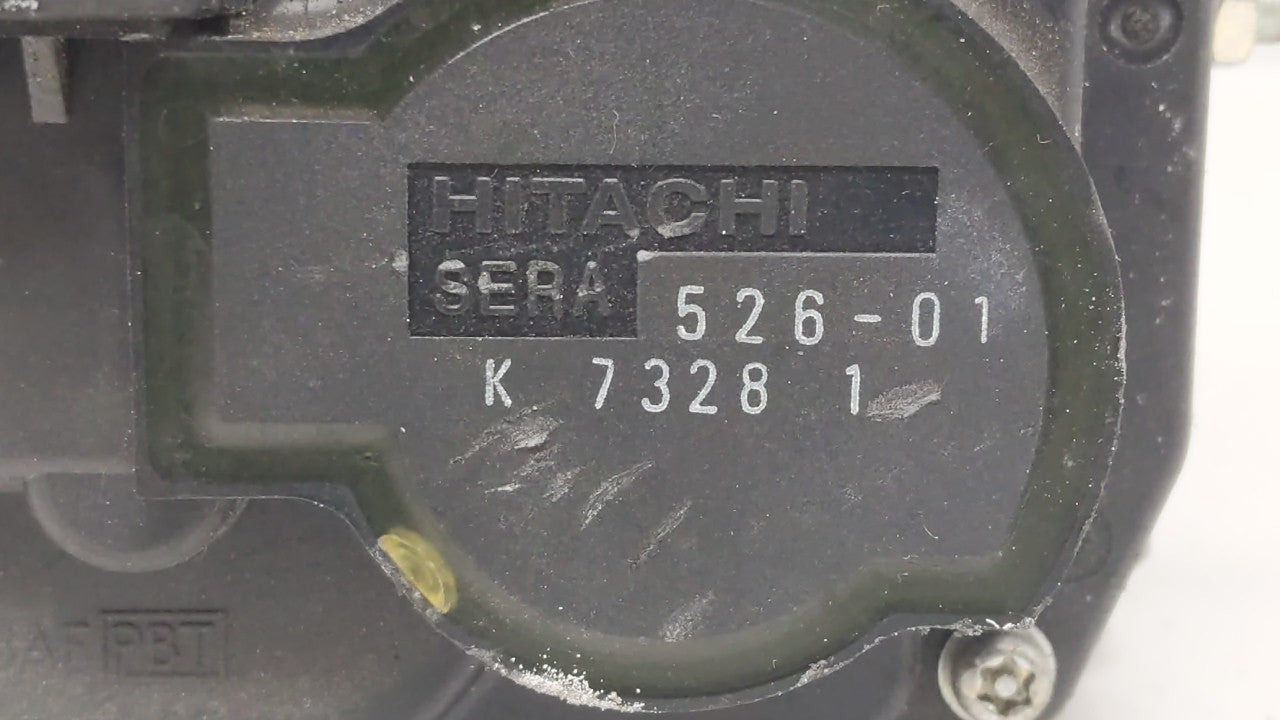 HITACHI
SERA 526-01
K 7328 1
PBT